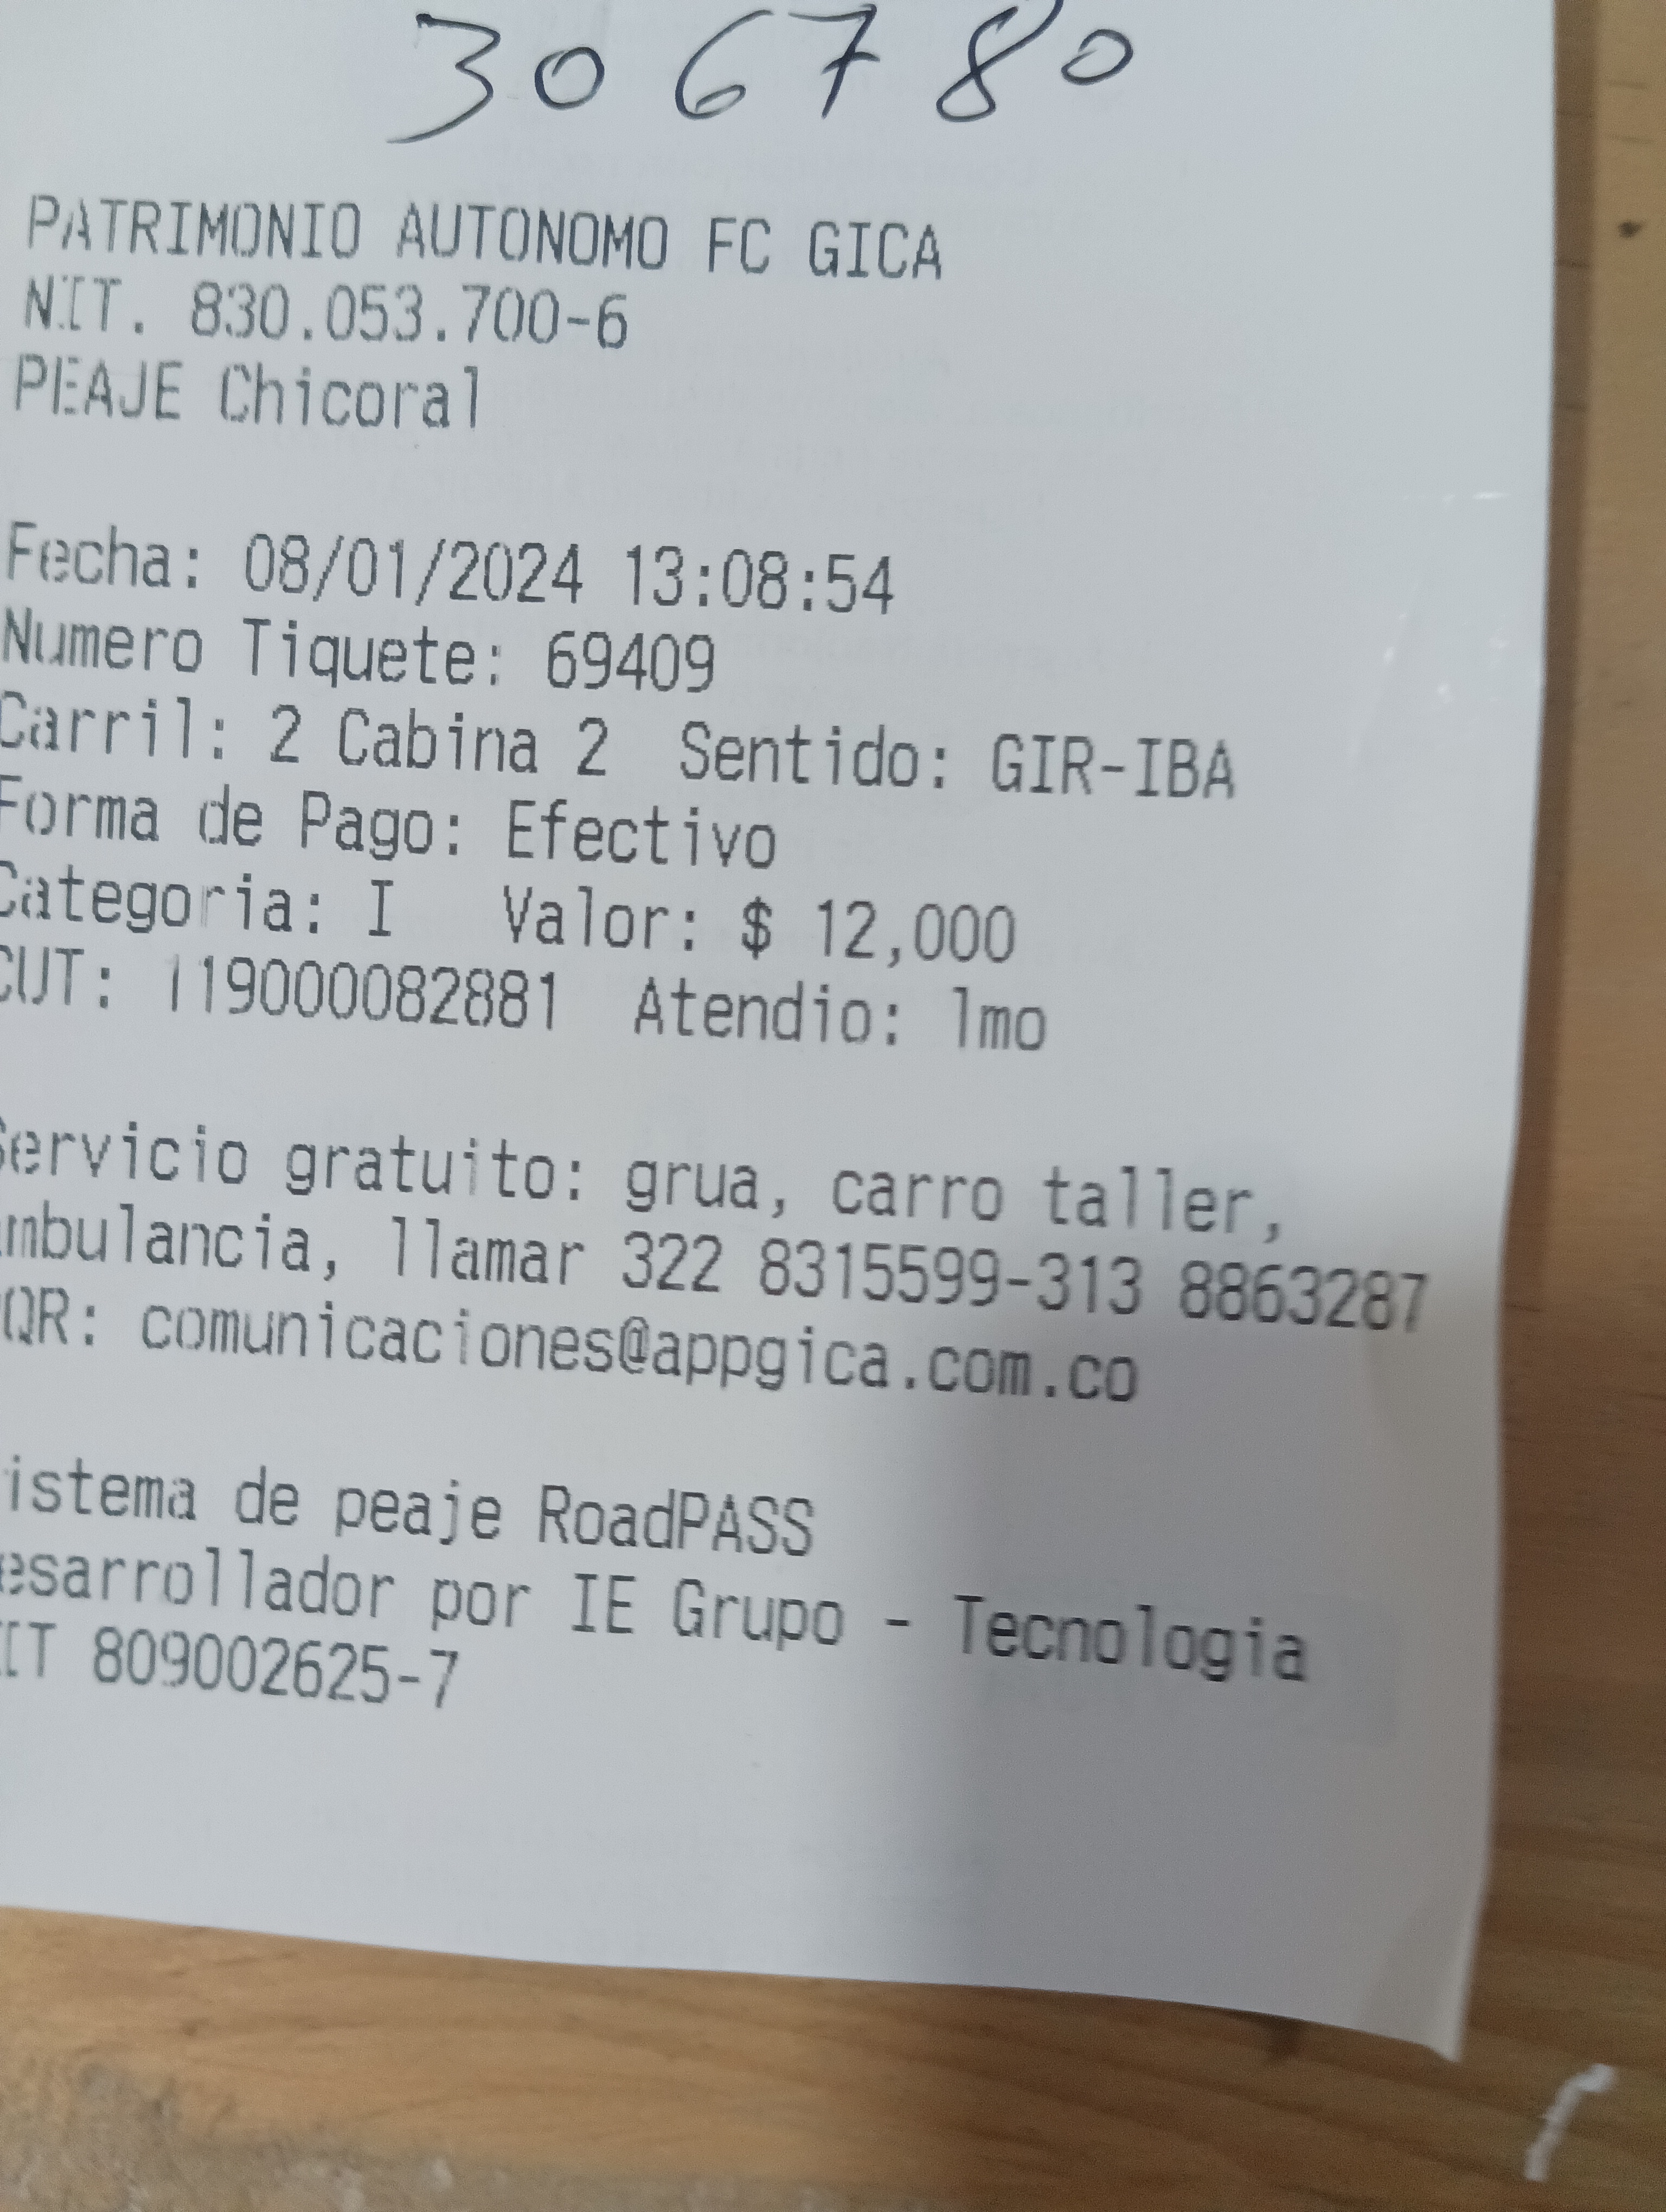 306780
PATRIMONIO AUTONOMO FC GICA
NIT. 830.053.700-6
PEAJE Chicoral
Fecha: 08/01/2024 13:08:54
Numero Tiquete: 69409
Carril: 2 Cabina 2 Sentido: GIR-IBA
Forma de Pago: Efectivo
Categoria: I Valor: $ 12,000
CUT: 119000082881 Atendio: lmo
Servicio gratuito: grua, carro taller,
mbulancia, llamar 322 8315599-313 8863287
QR: comunicaciones@appgica.com.co
istema de peaje RoadPASS
esarrollador por IE Grupo - Tecnologia
IT 809002625-7